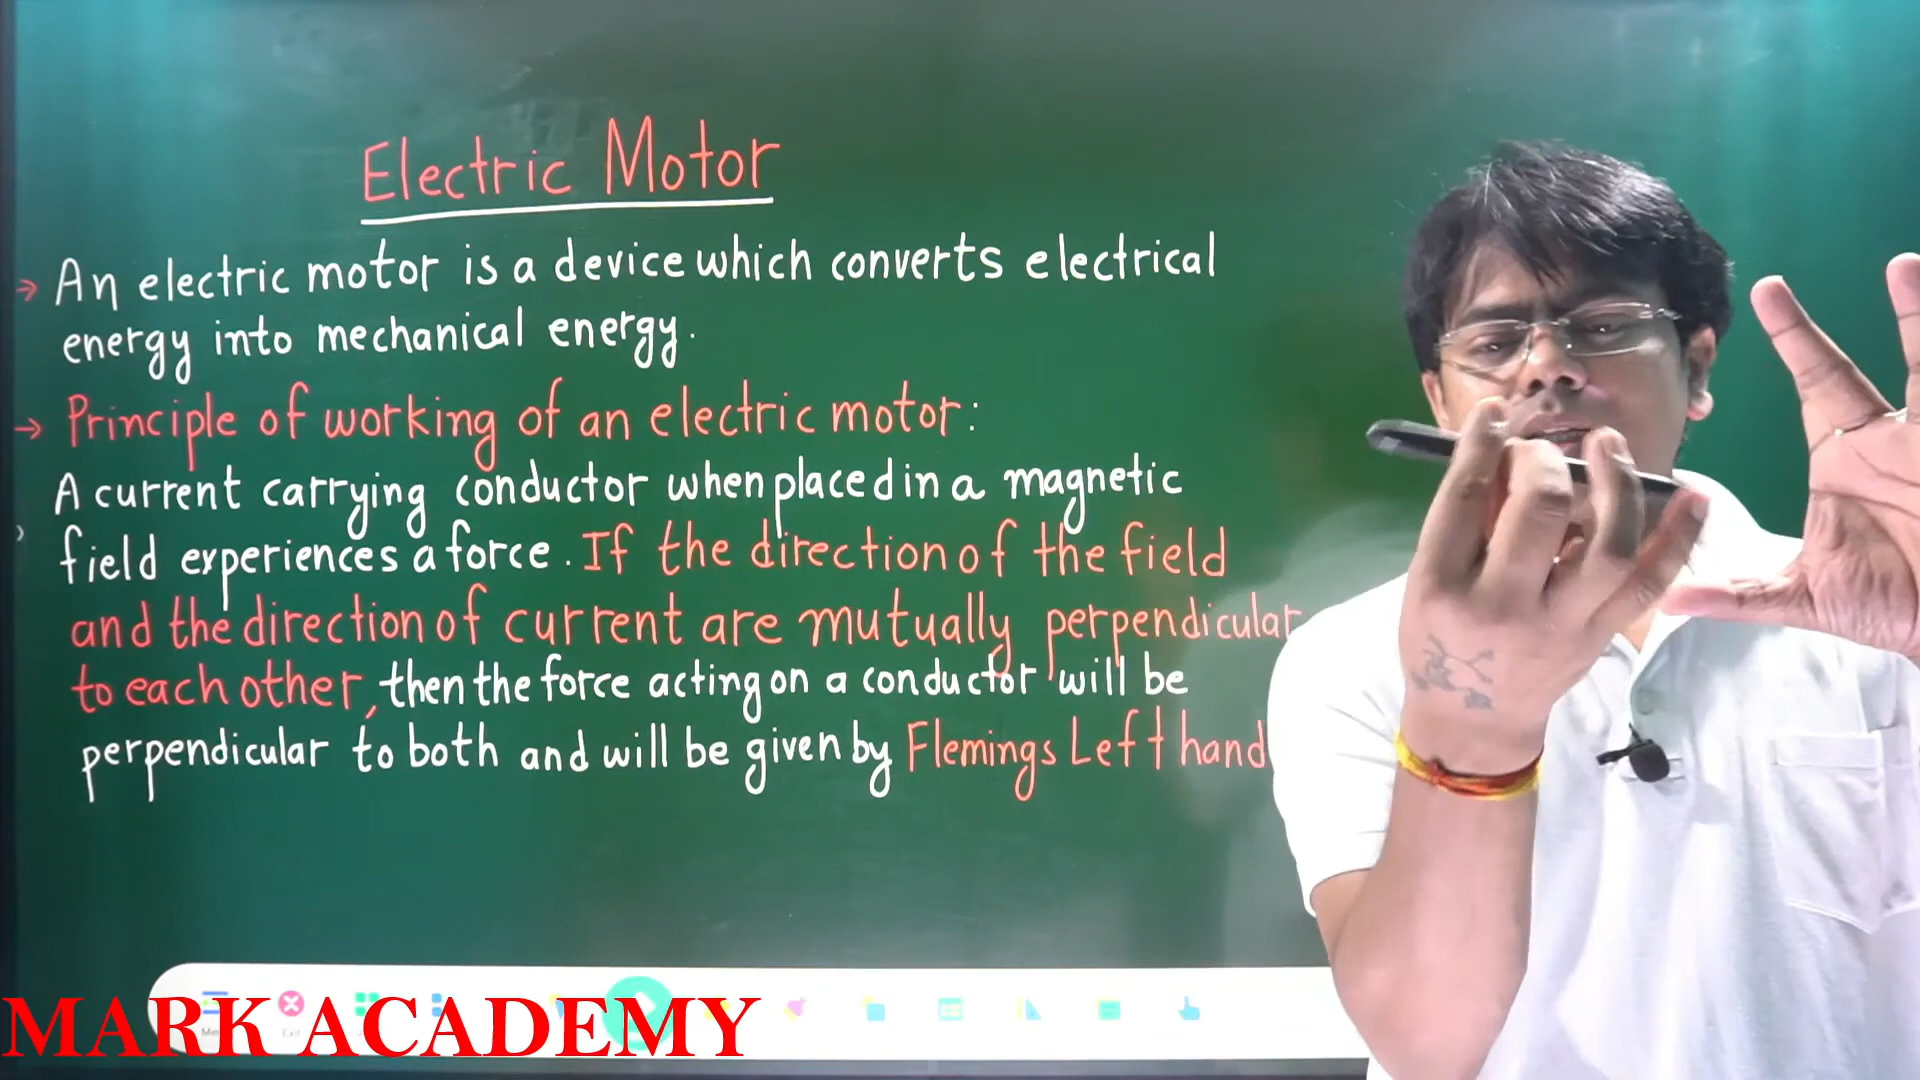 Electric Motor
→ An electric motor is a device which converts electrical
energy into mechanical energy.
→ Principle of working of an electric motor:
A current carrying conductor when placed in a magnetic
field experiences a force. If the direction of the field
and the direction of current are mutually perpendicular
to each other, then the force acting on a conductor will be
perpendicular to both and will be given by Flemings Left hand
MARK ACADEMY